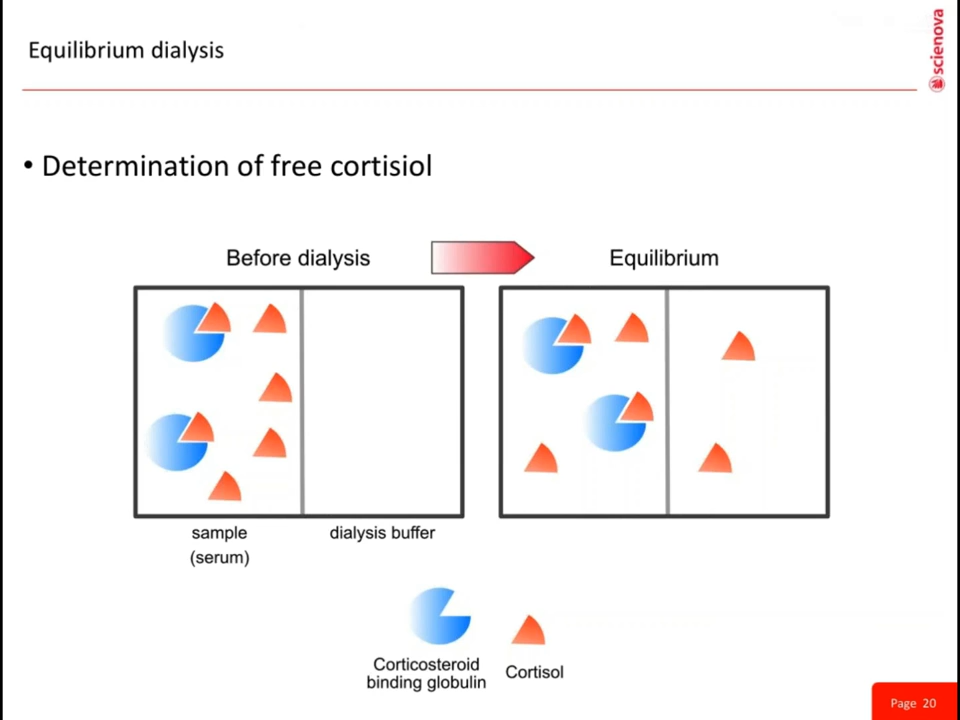 Equilibrium dialysis
scienova
• Determination of free cortisiol
Before dialysis
Equilibrium
sample
(serum)
dialysis buffer
Corticosteroid
binding globulin
Cortisol
Page 20